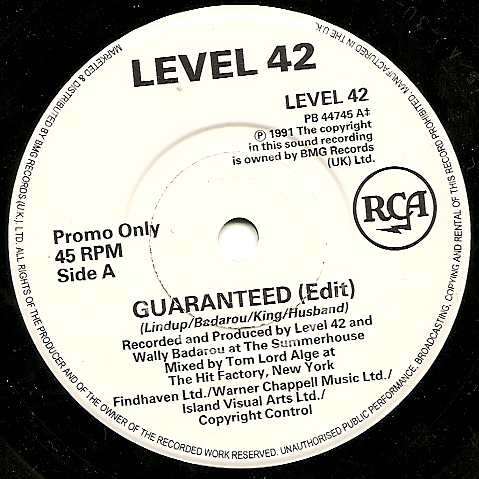 LEVEL 42
LEVEL 42
PB 44745 A‡
℗ 1991 The copyright
in this sound recording
is owned by BMG Records
(UK) Ltd.
RCA
Promo Only
45 RPM
Side A
GUARANTEED (Edit)
(Lindup/Badarou/King/Husband)
Recorded and Produced by Level 42 and
Wally Badarou at The Summerhouse
Mixed by Tom Lord Alge at
The Hit Factory, New York
Findhaven Ltd./Warner Chappell Music Ltd./
Island Visual Arts Ltd./
Copyright Control
MARKETED & DISTRIBUTED BY BMG RECORDS (U.K.) LTD. ALL RIGHTS OF THE PRODUCER AND OF THE OWNER OF THE RECORDED WORK RESERVED. UNAUTHORISED PUBLIC PERFORMANCE, BROADCASTING, COPYING AND RENTAL OF THIS RECORD PROHIBITED. MANUFACTURED IN THE U.K.